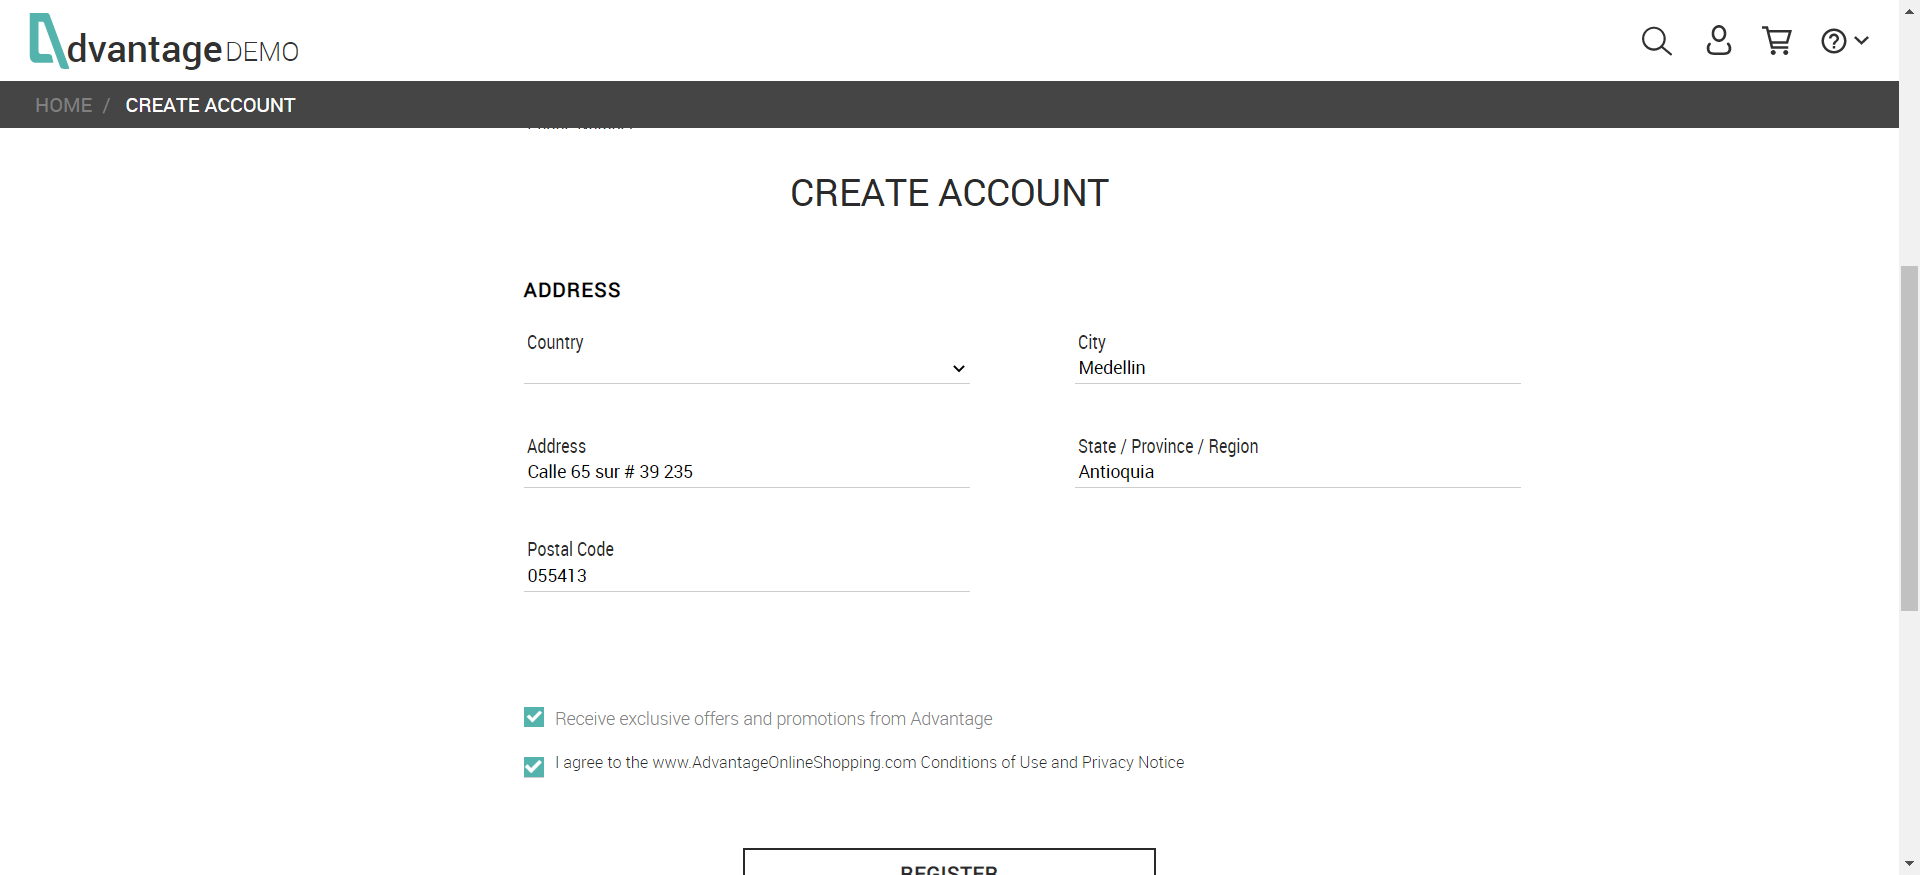 dvantage DEMO
HOME / CREATE ACCOUNT
CREATE ACCOUNT
ADDRESS
Country
City
Medellin
Address
Calle 65 sur # 39 235
State / Province / Region
Antioquia
Postal Code
055413
Receive exclusive offers and promotions from Advantage
I agree to the www.AdvantageOnlineShopping.com Conditions of Use and Privacy Notice
REGISTER